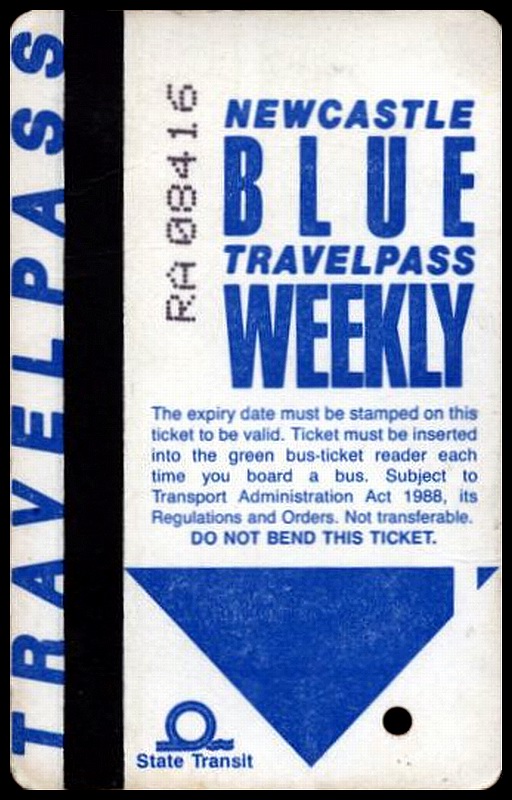 TRAVELPASS
RA 08416
NEWCASTLE
BLUE
TRAVELPASS
WEEKLY
The expiry date must be stamped on this
ticket to be valid. Ticket must be inserted
into the green bus-ticket reader each
time you board a bus. Subject to
Transport Administration Act 1988, its
Regulations and Orders. Not transferable.
DO NOT BEND THIS TICKET.
State Transit